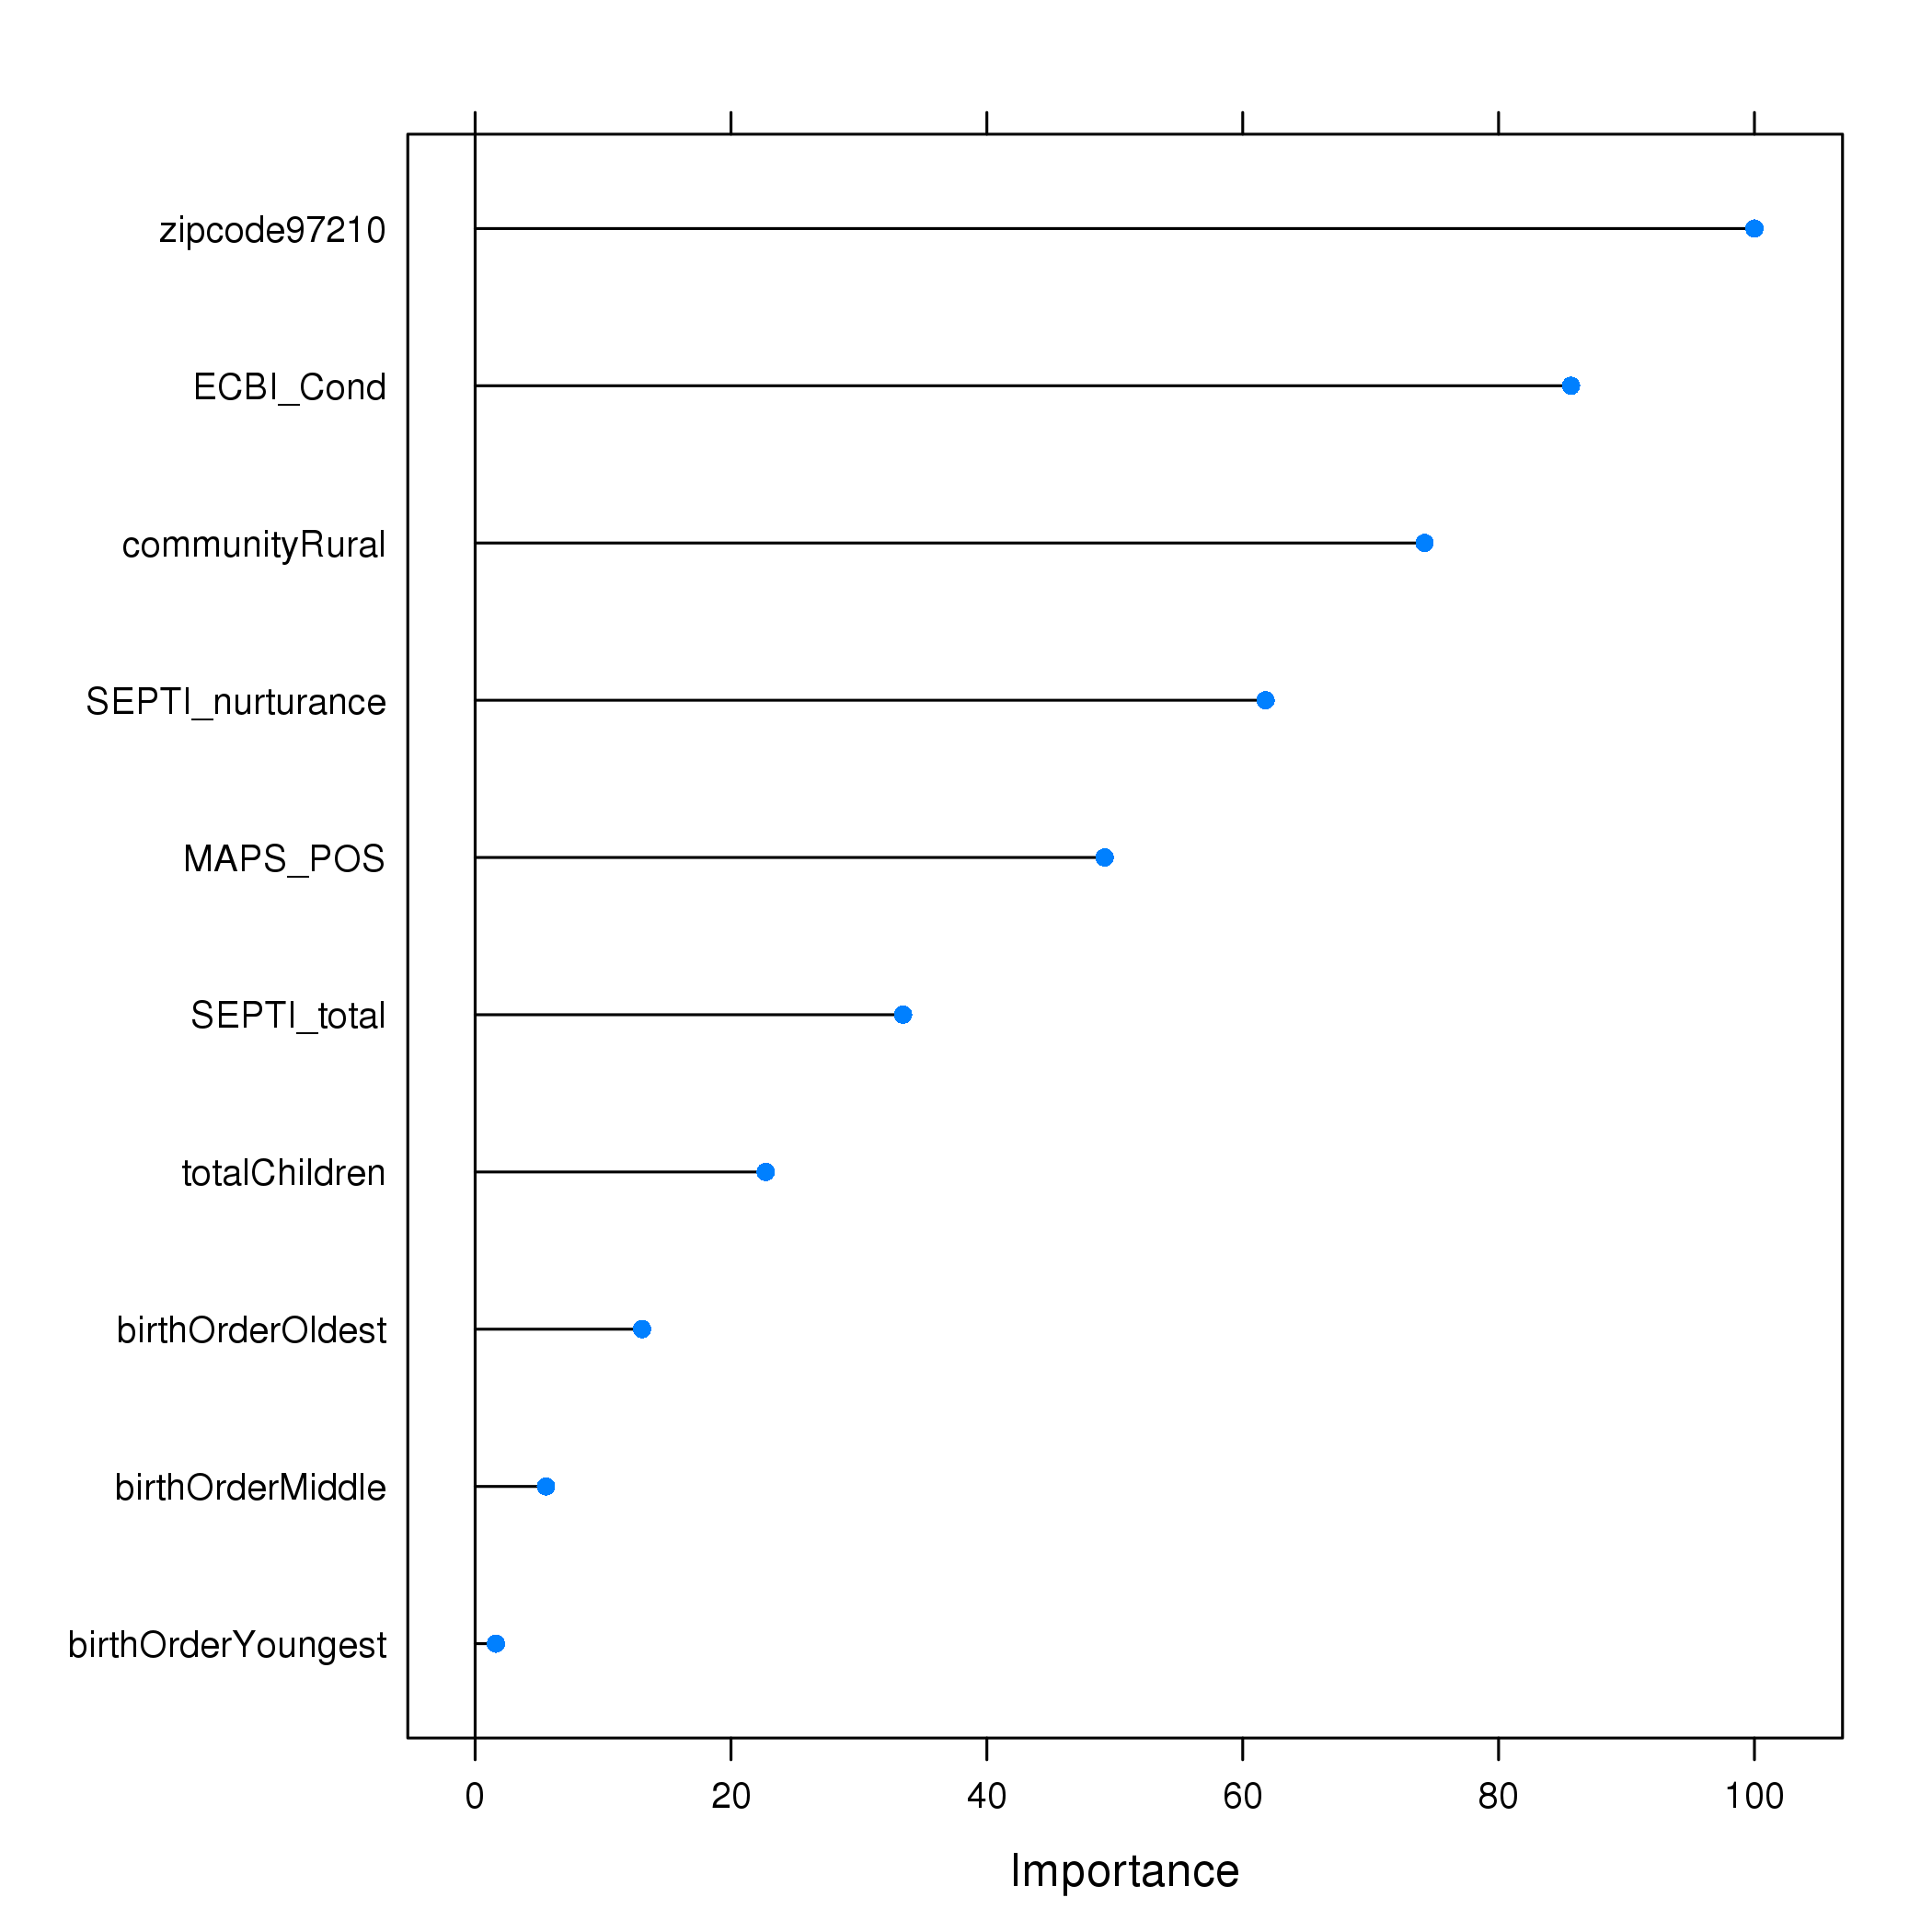 zipcode97210
ECBI_Cond
communityRural
SEPTI_nurturance
MAPS_POS
SEPTI_total
totalChildren
birthOrderOldest
birthOrderMiddle
birthOrderYoungest
0 20 40 60 80 100
Importance